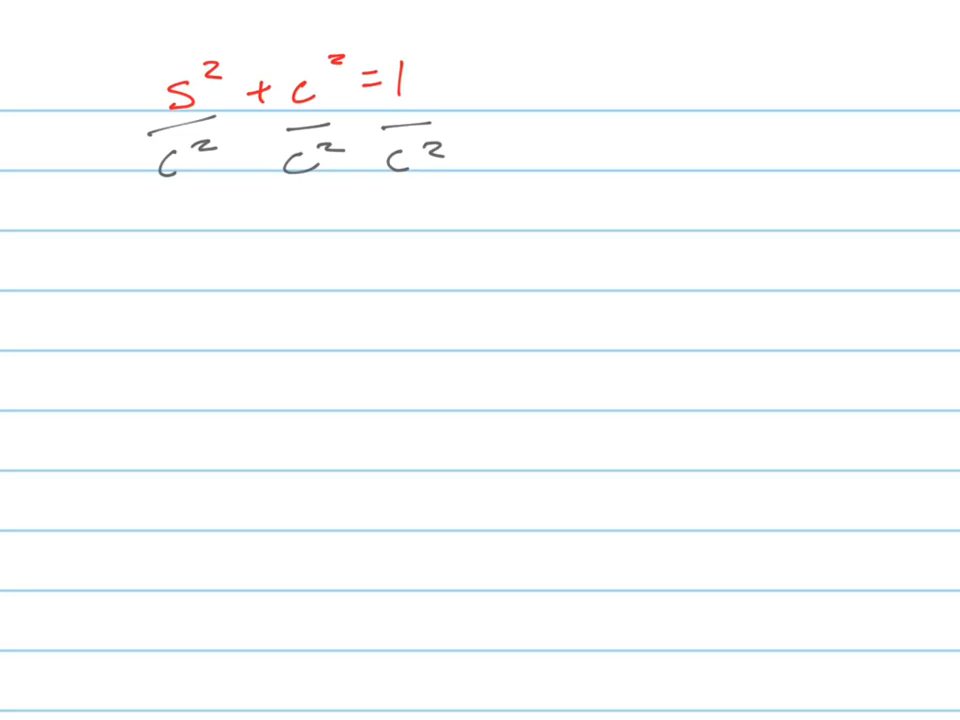 s² + c² = 1
c² c² c²